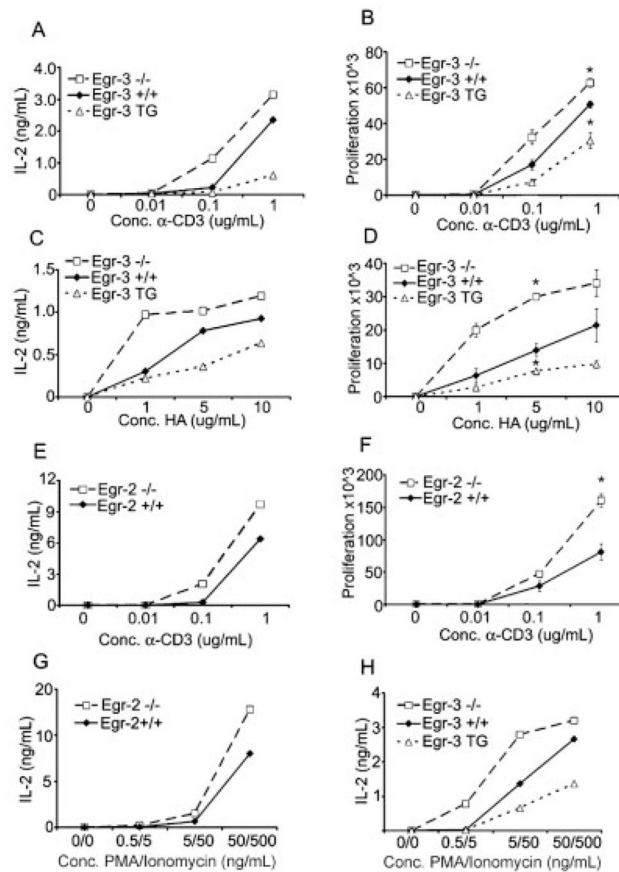 A
IL-2 (ng/mL)
4.0
3.0
2.0
1.0
0
Egr-3 -/-
Egr-3 +/+
Egr-3 TG
0 0.01 0.1 1
Conc. α-CD3 (ug/mL)
B
Proliferation x10^3
60
40
20
0
Egr-3 -/-
Egr-3 +/+
Egr-3 TG
*
*
0 0.01 0.1 1
Conc. α-CD3 (ug/mL)
C
IL-2 (ng/mL)
1.5
1.0
0.5
0
Egr-3 -/-
Egr-3 +/+
Egr-3 TG
0 1 5 10
Conc. HA (ug/mL)
D
Proliferation x10^3
40
30
20
10
0
Egr-3 -/-
Egr-3 +/+
Egr-3 TG
*
*
0 1 5 10
Conc. HA (ug/mL)
E
IL-2 (ng/mL)
12
9
6
3
0
Egr-2 -/-
Egr-2 +/+
0 0.01 0.1 1
Conc. α-CD3 (ug/mL)
F
Proliferation x10^3
200
150
100
50
0
Egr-2 -/-
Egr-2 +/+
*
0 0.01 0.1 1
Conc. α-CD3 (ug/mL)
G
IL-2 (ng/mL)
20
10
0
Egr-2 -/-
Egr-2+/+
0/0 0.5/5 5/50 50/500
Conc. PMA/Ionomycin (ng/mL)
H
IL-2 (ng/mL)
4
3
2
1
0
Egr-3 -/-
Egr-3 +/+
Egr-3 TG
0/0 0.5/5 5/50 50/500
Conc. PMA/Ionomycin (ng/mL)